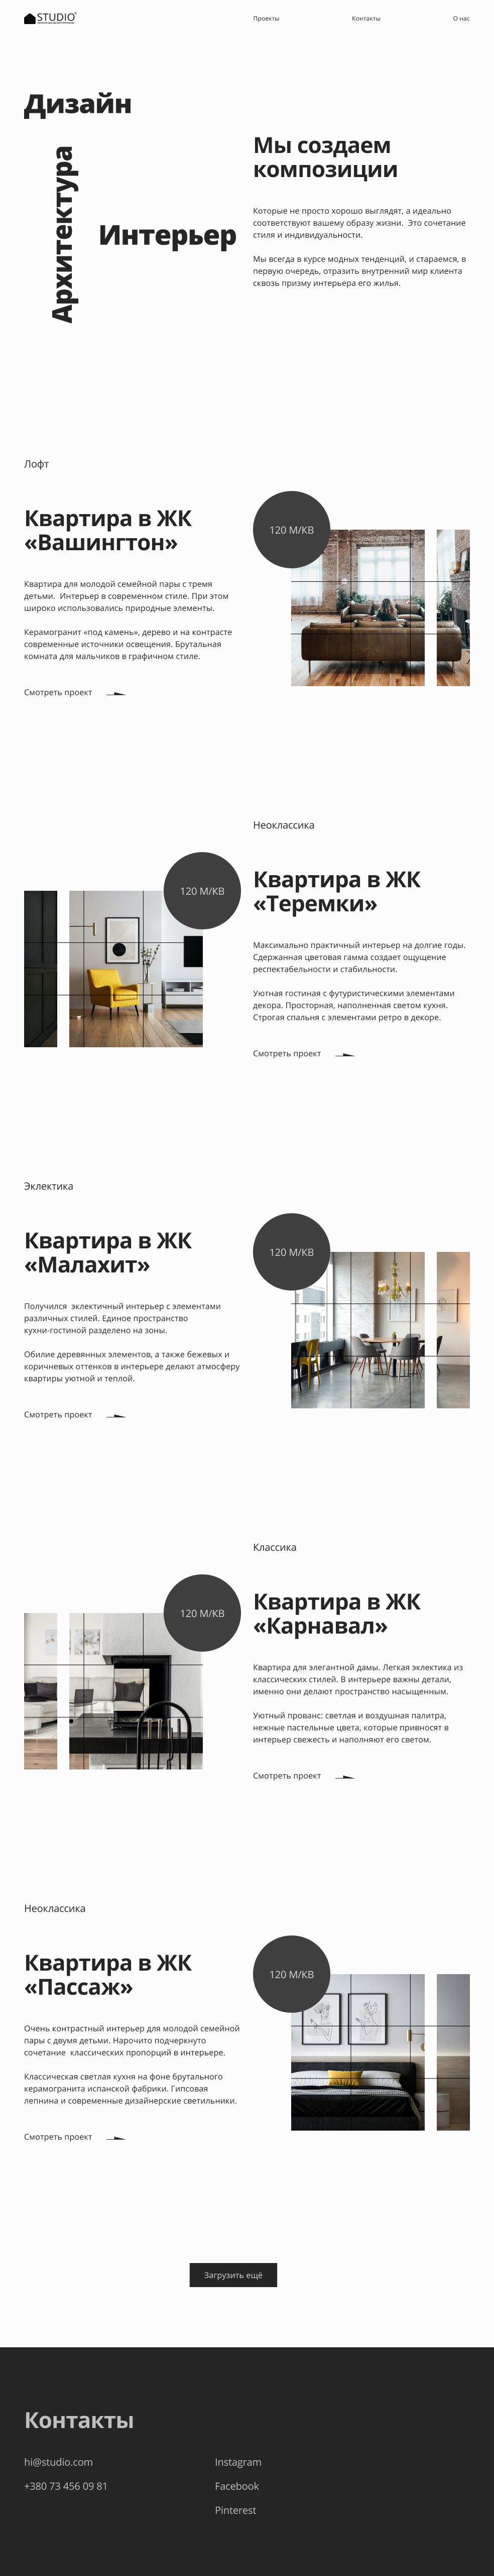 STUDIO
Проекты
Контакты
О нас
Дизайн
Архитектура
Интерьер
Мы создаем
композиции
Которые не просто хорошо выглядят, а идеально
соответствуют вашему образу жизни.  Это сочетание
стиля и индивидуальности.
Мы всегда в курсе модных тенденций, и стараемся, в
первую очередь, отразить внутренний мир клиента
сквозь призму интерьера его жилья.
Лофт
Квартира в ЖК
«Вашингтон»
Квартира для молодой семейной пары с тремя
детьми.  Интерьер в современном стиле. При этом
широко использовались природные элементы.
Керамогранит «под камень», дерево и на контрасте
современные источники освещения. Брутальная
комната для мальчиков в графичном стиле.
Смотреть проект
120 М/КВ
Неоклассика
120 М/КВ
Квартира в ЖК
«Теремки»
Максимально практичный интерьер на долгие годы.
Сдержанная цветовая гамма создает ощущение
респектабельности и стабильности.
Уютная гостиная с футуристическими элементами
декора. Просторная, наполненная светом кухня.
Строгая спальня с элементами ретро в декоре.
Смотреть проект
Эклектика
Квартира в ЖК
«Малахит»
Получился  эклектичный интерьер с элементами
различных стилей. Единое пространство
кухни-гостиной разделено на зоны.
Обилие деревянных элементов, а также бежевых и
коричневых оттенков в интерьере делают атмосферу
квартиры уютной и теплой.
Смотреть проект
120 М/КВ
Классика
120 М/КВ
Квартира в ЖК
«Карнавал»
Квартира для элегантной дамы. Легкая эклектика из
классических стилей. В интерьере важны детали,
именно они делают пространство насыщенным.
Уютный прованс: светлая и воздушная палитра,
нежные пастельные цвета, которые привносят в
интерьер свежесть и наполняют его светом.
Смотреть проект
Неоклассика
Квартира в ЖК
«Пассаж»
Очень контрастный интерьер для молодой семейной
пары с двумя детьми. Нарочито подчеркнуто
сочетание  классических пропорций в интерьере.
Классическая светлая кухня на фоне брутального
керамогранита испанской фабрики. Гипсовая
лепнина и современные дизайнерские светильники.
Смотреть проект
120 М/КВ
Загрузить ещё
Контакты
hi@studio.com
+380 73 456 09 81
Instagram
Facebook
Pinterest